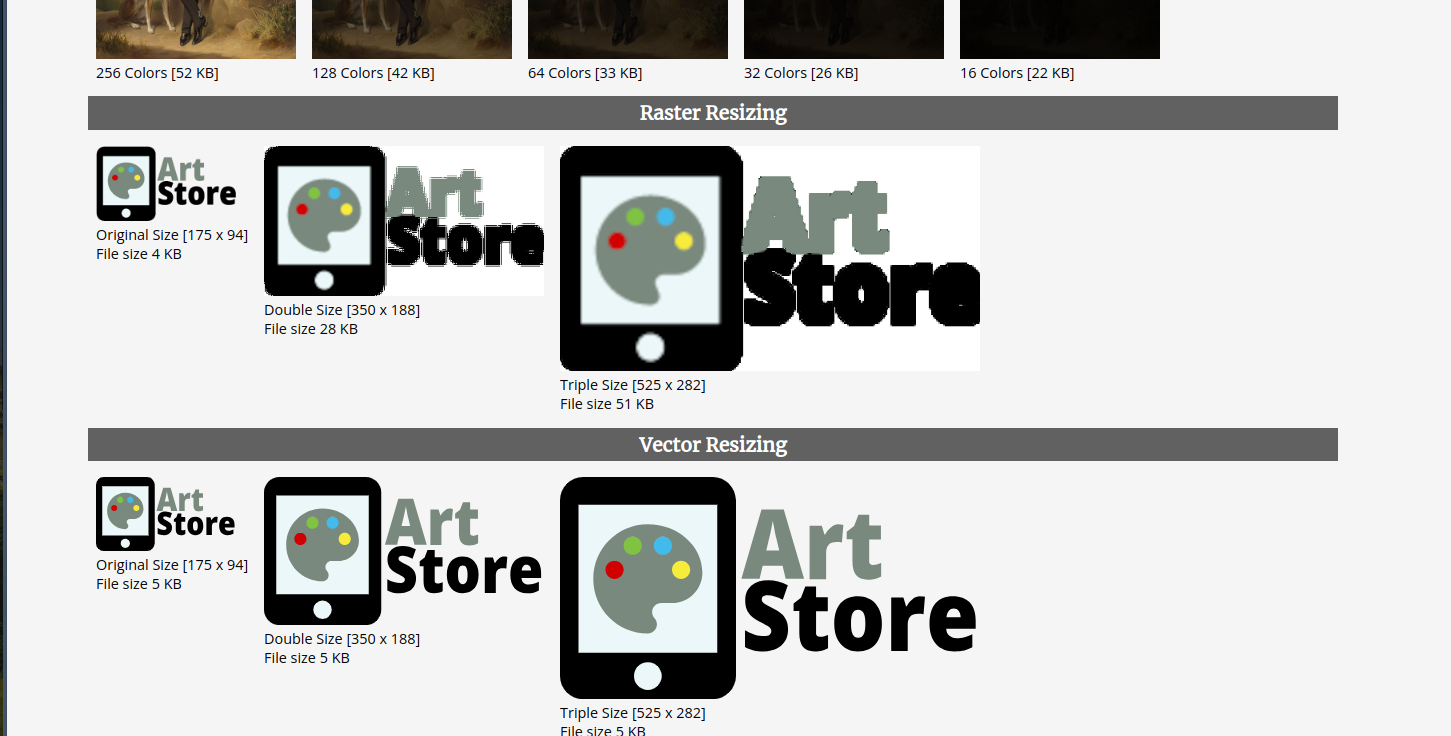 256 Colors [52 KB]
128 Colors [42 KB]
64 Colors [33 KB]
32 Colors [26 KB]
16 Colors [22 KB]
Raster Resizing
Art
Store
Original Size [175 x 94]
File size 4 KB
Art
Store
Double Size [350 x 188]
File size 28 KB
Art
Store
Triple Size [525 x 282]
File size 51 KB
Vector Resizing
Art
Store
Original Size [175 x 94]
File size 5 KB
Art
Store
Double Size [350 x 188]
File size 5 KB
Art
Store
Triple Size [525 x 282]
File size 5 KB